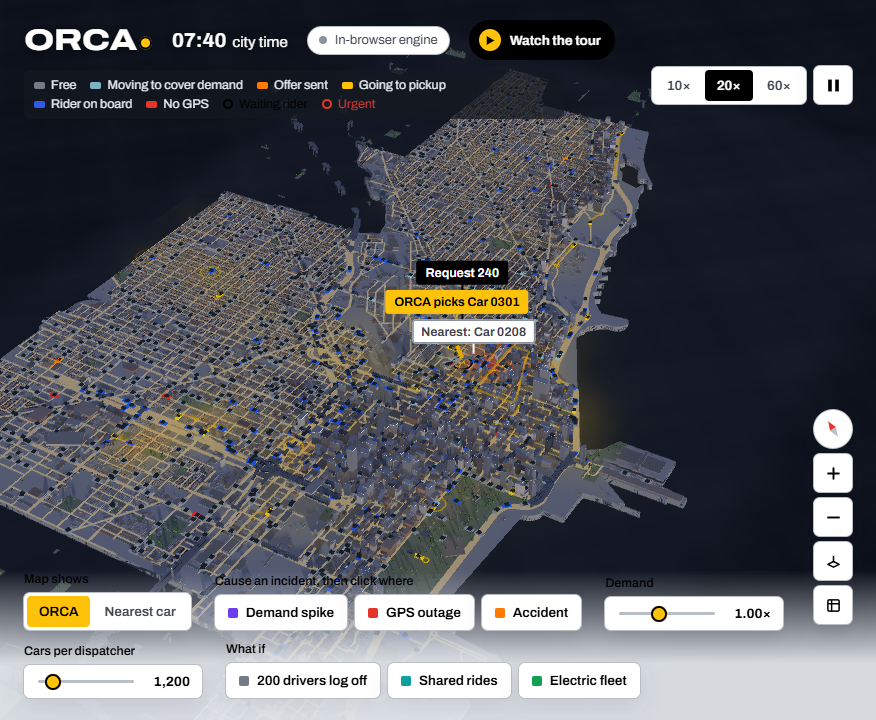 ORCA
07:40 city time
In-browser engine
Watch the tour
Free
Moving to cover demand
Offer sent
Going to pickup
Rider on board
No GPS
Waiting rider
Urgent
10×
20×
60×
Request 240
ORCA picks Car 0301
Nearest: Car 0208
Map shows
ORCA
Nearest car
Cause an incident, then click where
Demand spike
GPS outage
Accident
Demand
1.00×
Cars per dispatcher
1,200
What if
200 drivers log off
Shared rides
Electric fleet